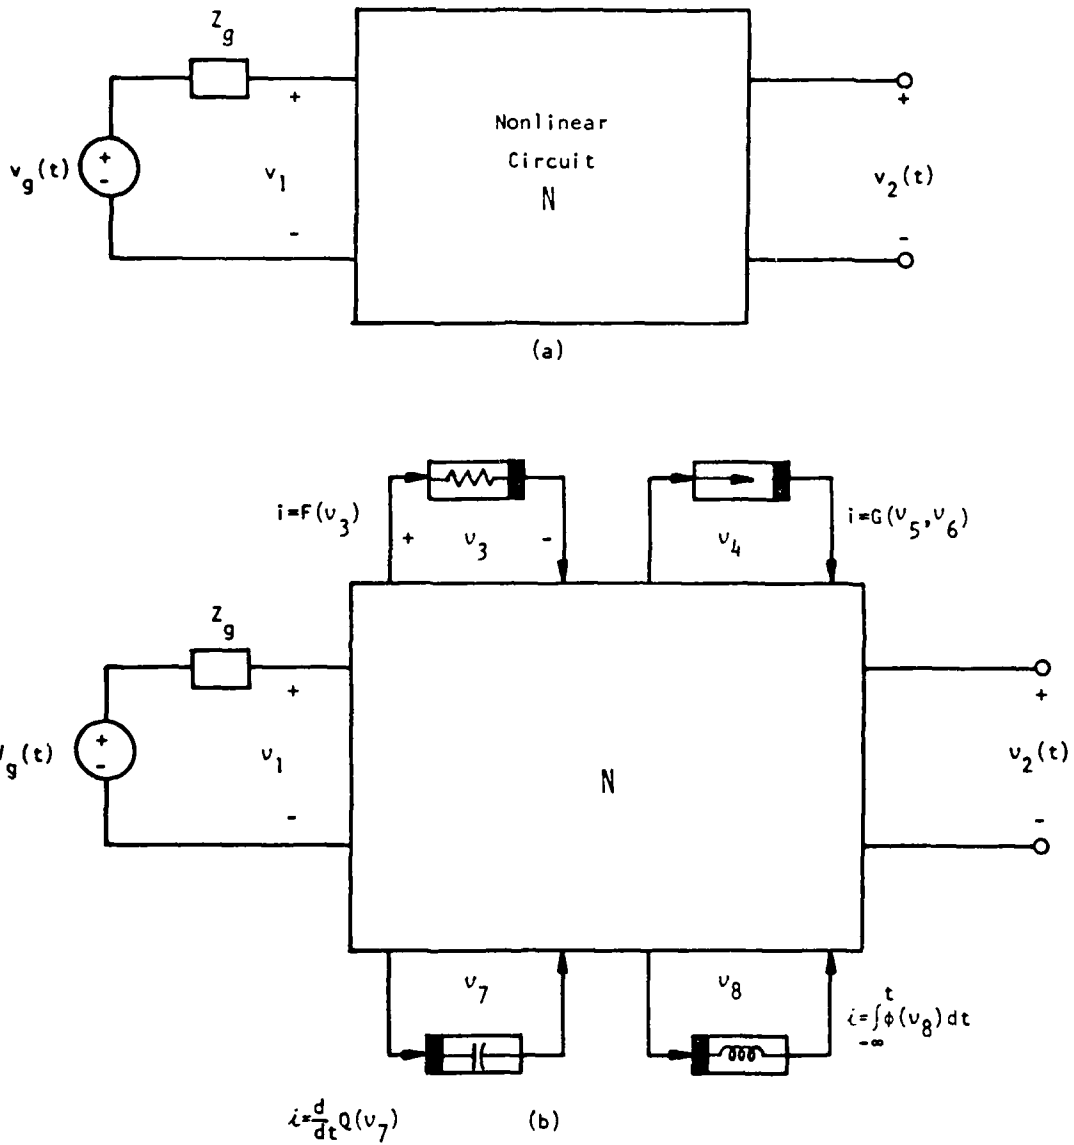 Z_g
+
Nonlinear
Circuit
N
+
+
-
v_g(t)
v_1
v_2(t)
-
-
(a)
i=F(v_3)
+
v_3
-
v_4
i=G(v_5,v_6)
Z_g
+
+
+
-
V_g(t)
v_1
N
v_2(t)
-
-
v_7
v_8
i=∫_{-∞}^{t} φ(v_8)dt
i=d/dt Q(v_7)
(b)